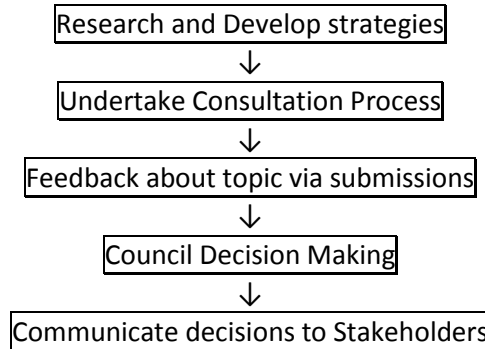 Research and Develop strategies
↓
Undertake Consultation Process
↓
Feedback about topic via submissions
↓
Council Decision Making
↓
Communicate decisions to Stakeholders